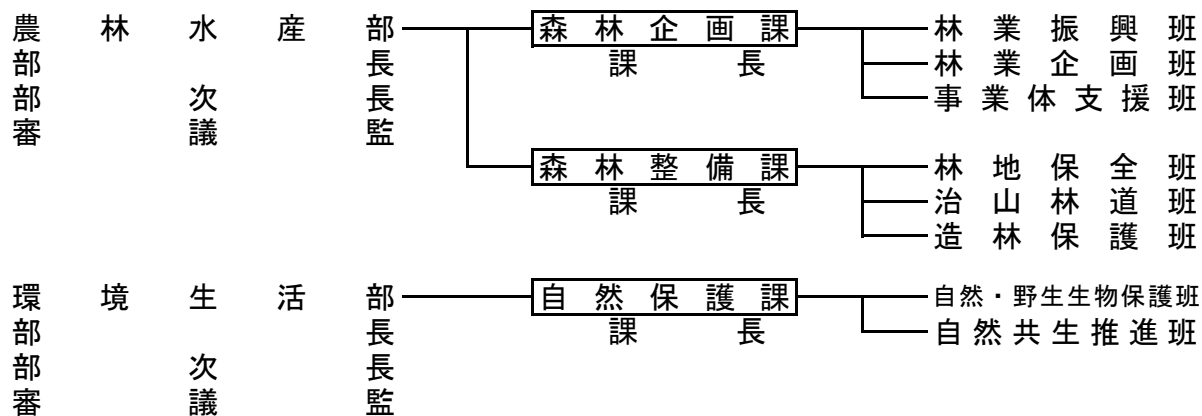 農林水産部
部長
部次長
審議監
森林企画課
課長
林業振興班
林業企画班
事業体支援班
森林整備課
課長
林地保全班
治山林道班
造林保護班
環境生活部
部長
部次長
審議監
自然保護課
課長
自然・野生生物保護班
自然共生推進班